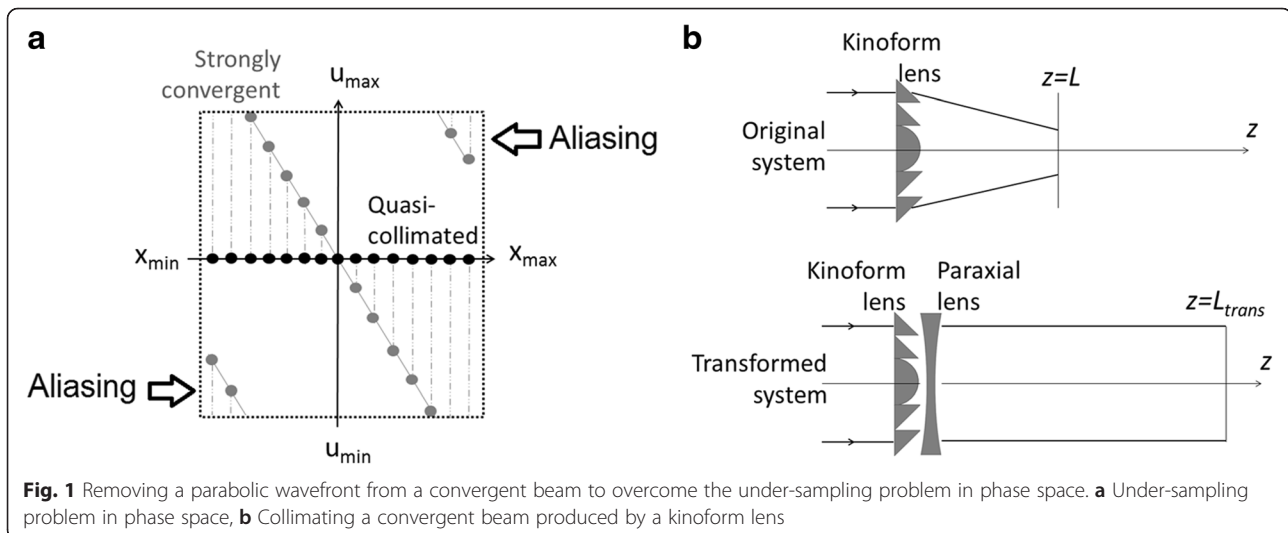 a
Strongly
convergent
u_max
Aliasing
Quasi-
collimated
x_min
x_max
Aliasing
u_min
b
Kinoform
lens
z=L
Original
system
z
Kinoform
lens
Paraxial
lens
z=L_trans
Transformed
system
z
Fig. 1 Removing a parabolic wavefront from a convergent beam to overcome the under-sampling problem in phase space. a Under-sampling
problem in phase space, b Collimating a convergent beam produced by a kinoform lens